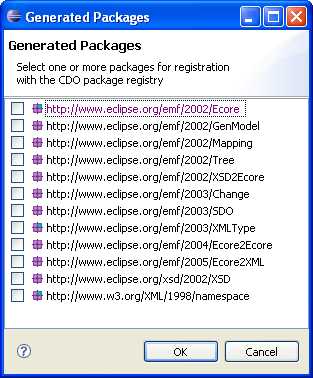 Generated Packages
Generated Packages
Select one or more packages for registration
with the CDO package registry
http://www.eclipse.org/emf/2002/Ecore
http://www.eclipse.org/emf/2002/GenModel
http://www.eclipse.org/emf/2002/Mapping
http://www.eclipse.org/emf/2002/Tree
http://www.eclipse.org/emf/2002/XSD2Ecore
http://www.eclipse.org/emf/2003/Change
http://www.eclipse.org/emf/2003/SDO
http://www.eclipse.org/emf/2003/XMLType
http://www.eclipse.org/emf/2004/Ecore2Ecore
http://www.eclipse.org/emf/2005/Ecore2XML
http://www.eclipse.org/xsd/2002/XSD
http://www.w3.org/XML/1998/namespace
? OK Cancel